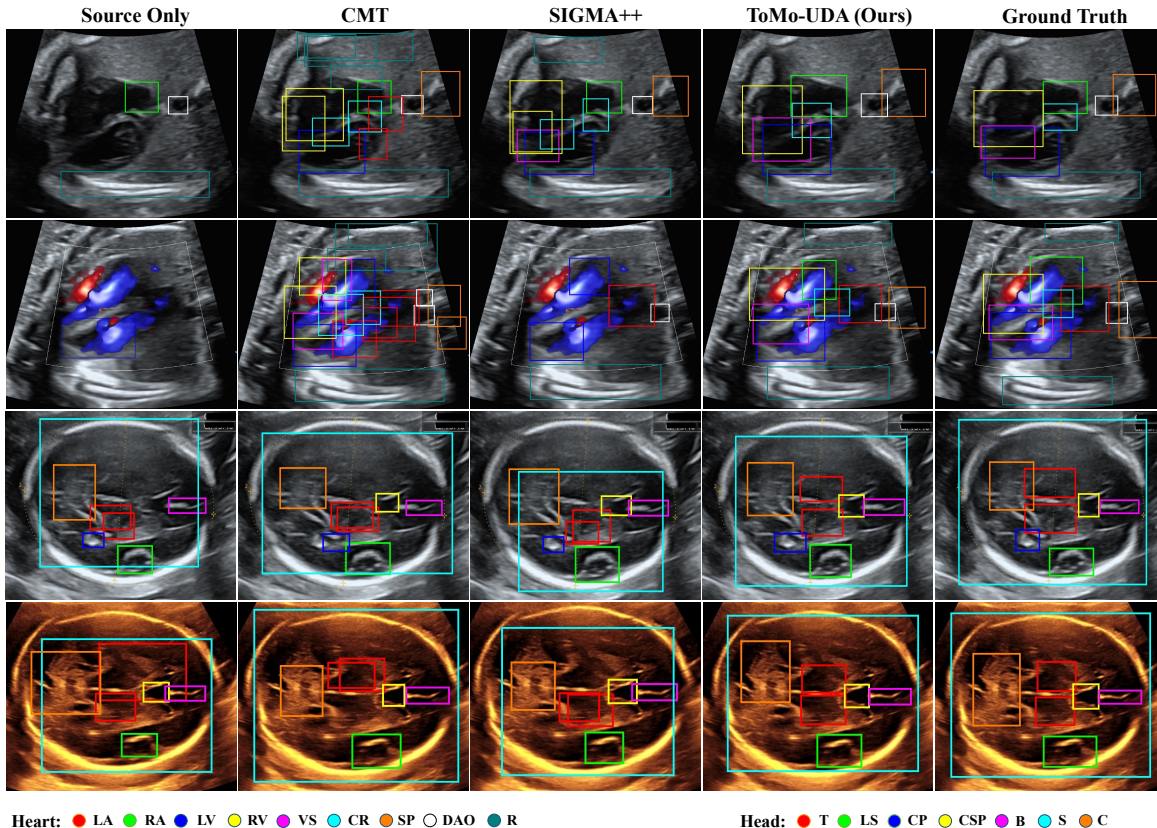 Source Only CMT SIGMA++ ToMo-UDA (Ours) Ground Truth
Heart: LA RA LV RV VS CR SP DAO R Head: T LS CP CSP B S C